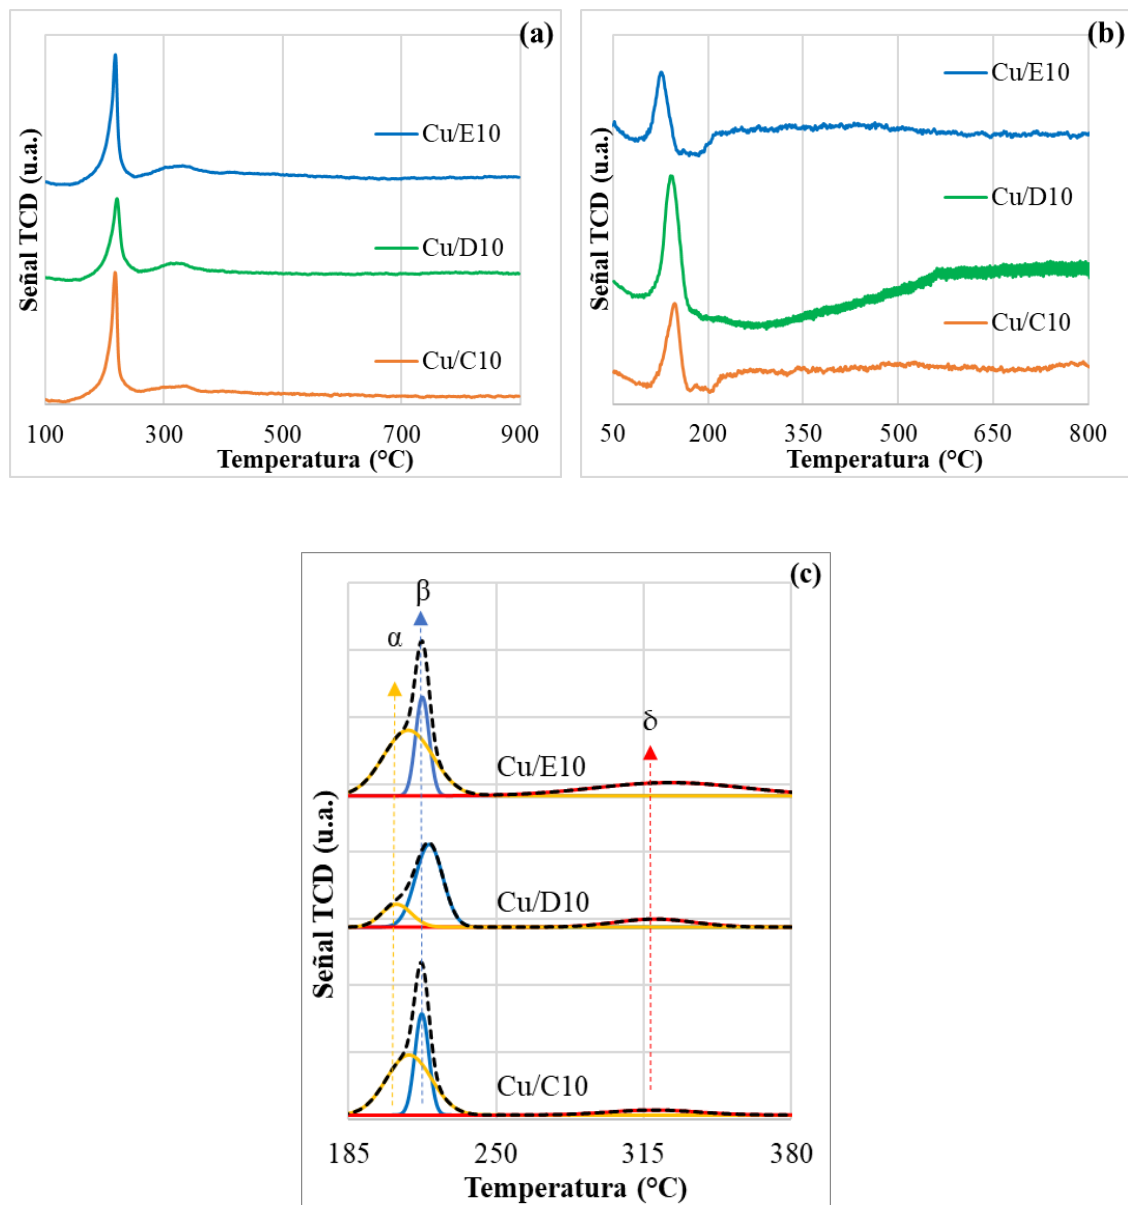 (a)
Señal TCD (u.a.)
Cu/E10
Cu/D10
Cu/C10
100 300 500 700 900
Temperatura (°C)
(b)
Señal TCD (u.a.)
Cu/E10
Cu/D10
Cu/C10
50 200 350 500 650 800
Temperatura (°C)
(c)
Señal TCD (u.a.)
β
α
δ
Cu/E10
Cu/D10
Cu/C10
185 250 315 380
Temperatura (°C)